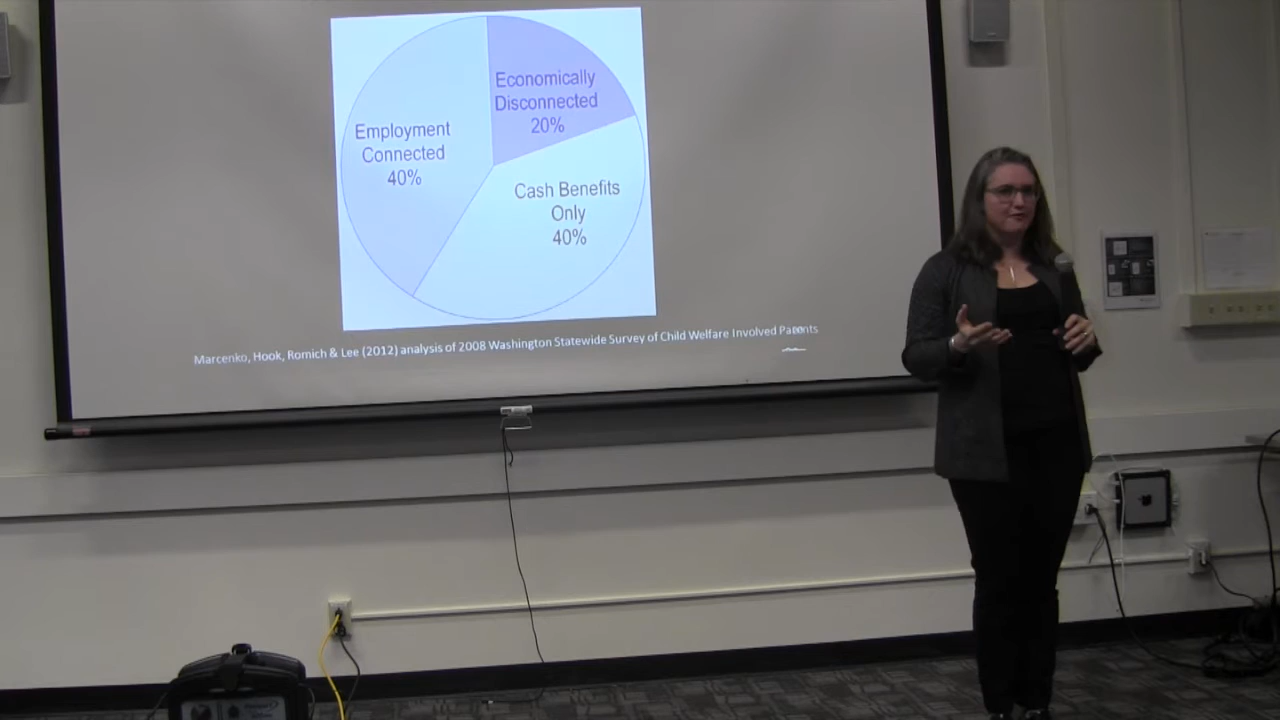 Economically
Disconnected
20%
Employment
Connected
40%
Cash Benefits
Only
40%
Marcenko, Hook, Romich & Lee (2012) analysis of 2008 Washington Statewide Survey of Child Welfare Involved Parents